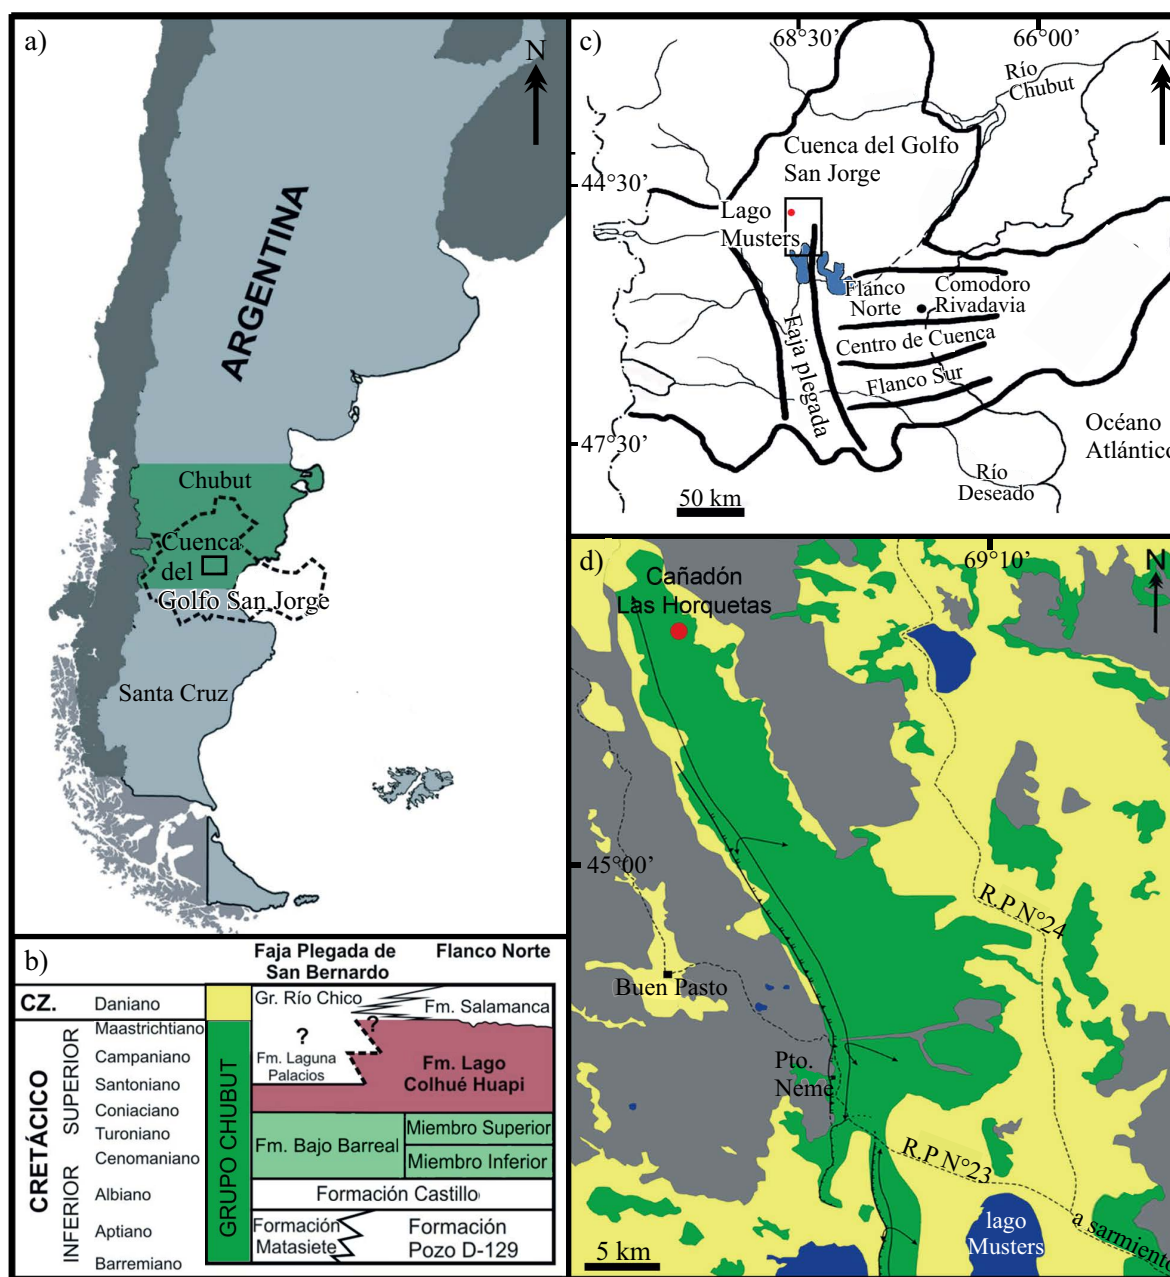 a)
N
ARGENTINA
Chubut
Cuenca
del
Golfo San Jorge
Santa Cruz
b)
Faja Plegada de
San Bernardo
Flanco Norte
CZ.
Daniano
Gr. Río Chico
Fm. Salamanca
CRETÁCICO
SUPERIOR
INFERIOR
Maastrichtiano
Campaniano
Santoniano
Coniaciano
Turoniano
Cenomaniano
Albiano
Aptiano
Barremiano
GRUPO CHUBUT
?
?
Fm. Laguna
Palacios
Fm. Lago
Colhué Huapi
Fm. Bajo Barreal
Miembro Superior
Miembro Inferior
Formación Castillo
Formación
Matasiete
Formación
Pozo D-129
c)
68°30'
66°00'
N
Río
Chubut
Cuenca del Golfo
San Jorge
44°30'
Lago
Musters
Flanco
Norte
Comodoro
Rivadavia
Centro de Cuenca
Flanco Sur
Faja plegada
47°30'
Océano
Atlántico
Río
Deseado
50 km
d)
69°10'
N
Cañadón
Las Horquetas
45°00'
R.P.N°24
Buen Pasto
Pto.
Neme
R.P.N°23
lago
Musters
a sarmiento
5 km